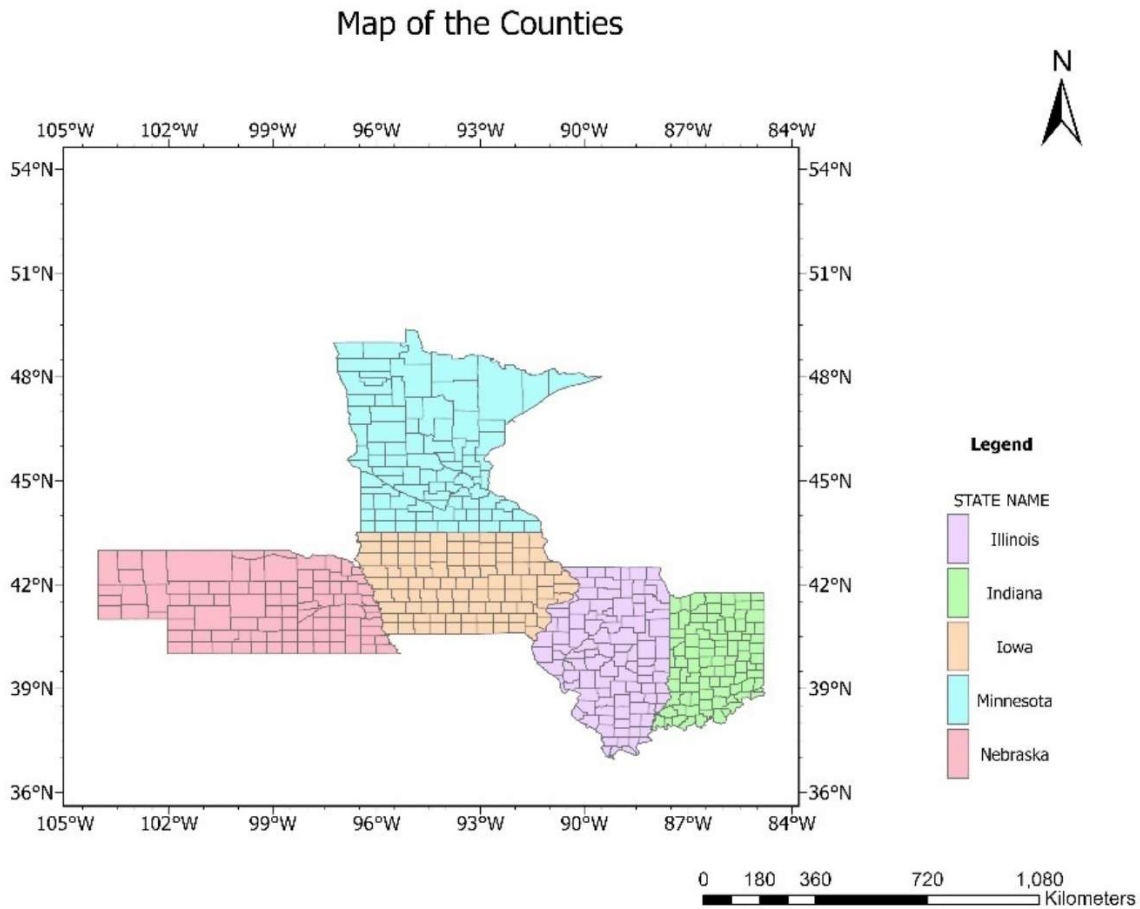 Map of the Counties
N
105°W 102°W 99°W 96°W 93°W 90°W 87°W 84°W
54°N 54°N
51°N 51°N
48°N 48°N
45°N 45°N
42°N 42°N
39°N 39°N
36°N 36°N
105°W 102°W 99°W 96°W 93°W 90°W 87°W 84°W
Legend
STATE NAME
Illinois
Indiana
Iowa
Minnesota
Nebraska
0 180 360 720 1,080
Kilometers